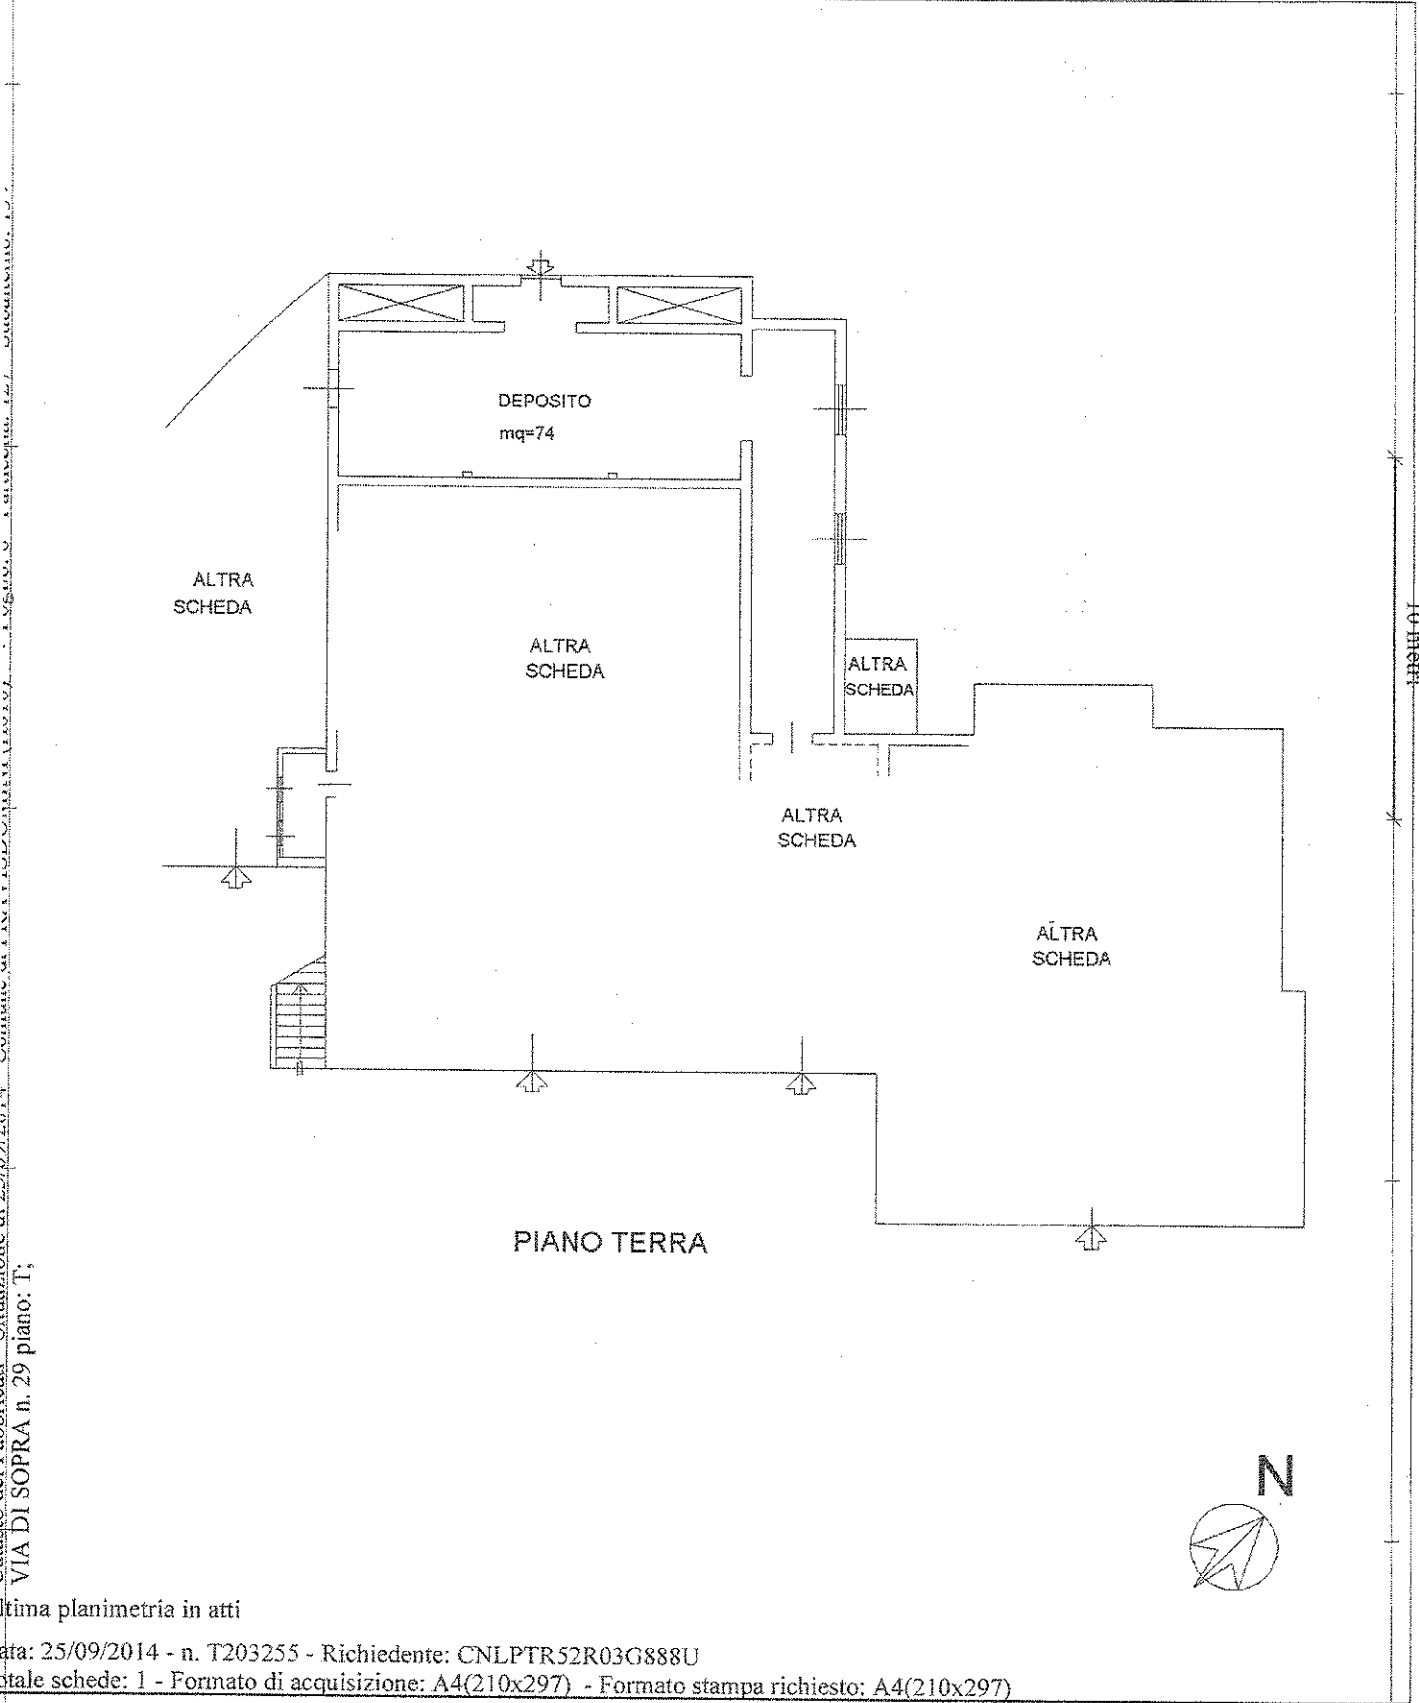 DEPOSITO
mq=74
ALTRA
SCHEDA
ALTRA
SCHEDA
ALTRA
SCHEDA
ALTRA
SCHEDA
ALTRA
SCHEDA
PIANO TERRA
N
10 metri
VIA DI SOPRA n. 29 piano: T;
ltima planimetria in atti
ata: 25/09/2014 - n. T203255 - Richiedente: CNLPTR52R03G888U
otale schede: 1 - Formato di acquisizione: A4(210x297) - Formato stampa richiesto: A4(210x297)